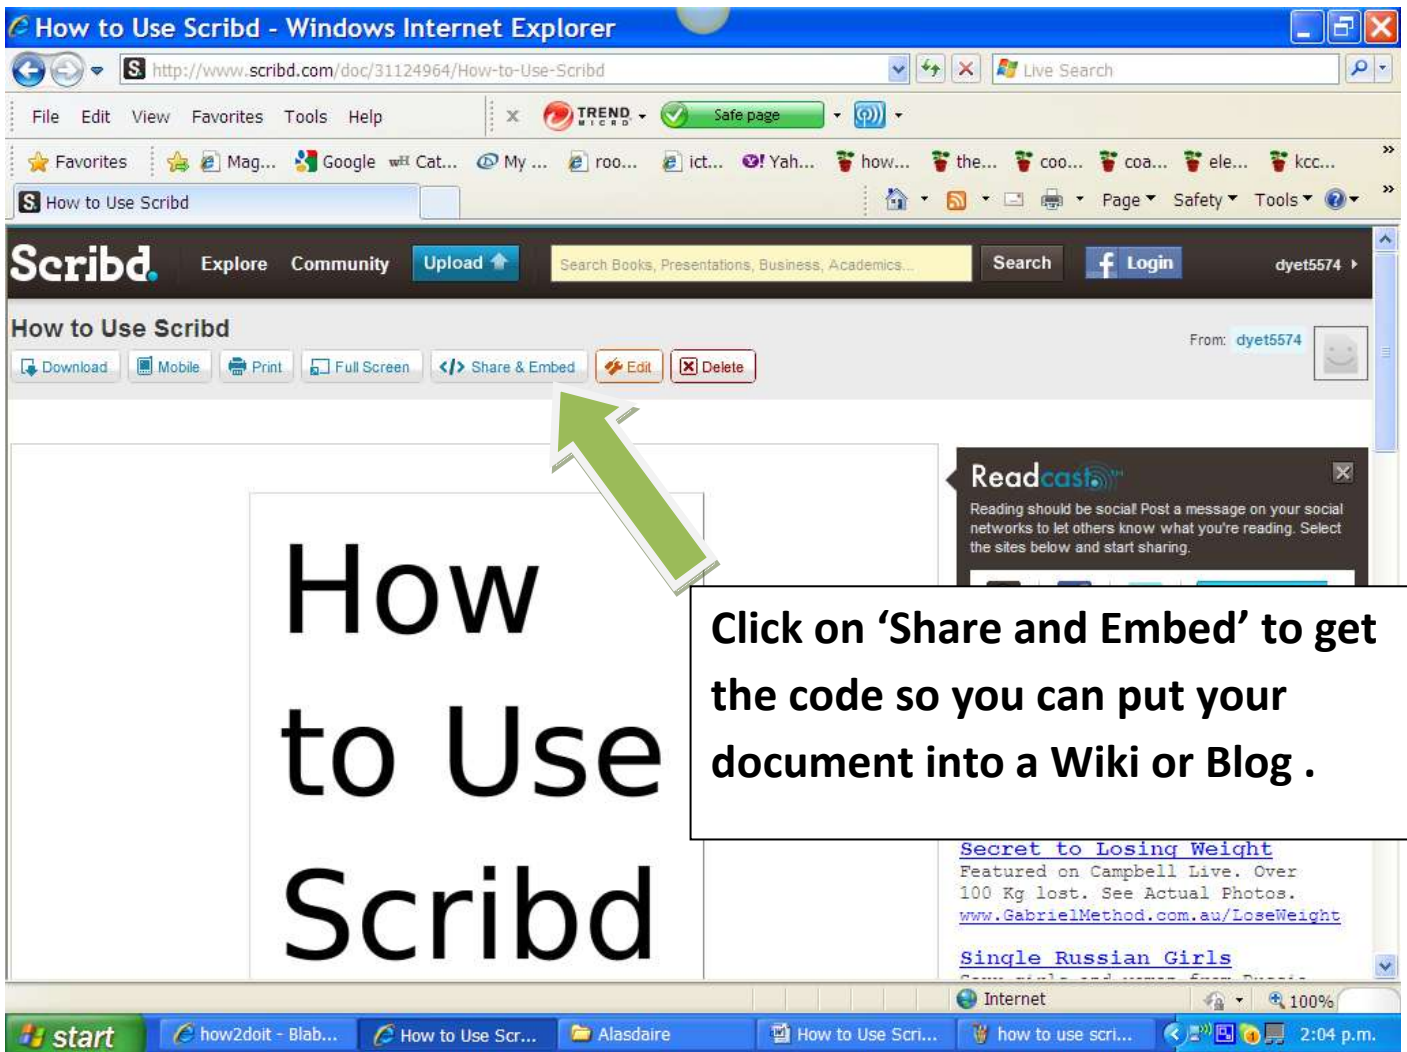 How to Use Scribd - Windows Internet Explorer
http://www.scribd.com/doc/31124964/How-to-Use-Scribd
Live Search
File Edit View Favorites Tools Help
x TREND MICRO Safe page
Favorites Mag... Google wH Cat... My ... roo... ict... Yah... how... the... coo... coa... ele... kcc... »
How to Use Scribd
Page Safety Tools »
Scribd. Explore Community Upload Search Books, Presentations, Business, Academics... Search f Login dyet5574
How to Use Scribd
From: dyet5574
Download Mobile Print Full Screen </> Share & Embed Edit Delete
Readcast
Reading should be social! Post a message on your social
networks to let others know what you're reading. Select
the sites below and start sharing.
How
to Use
Scribd
Click on ‘Share and Embed’ to get
the code so you can put your
document into a Wiki or Blog .
Secret to Losing Weight
Featured on Campbell Live. Over
100 Kg lost. See Actual Photos.
www.GabrielMethod.com.au/LoseWeight
Single Russian Girls
Internet 100%
start how2doit - Blab... How to Use Scr... Alasdaire How to Use Scri... how to use scri... 2:04 p.m.